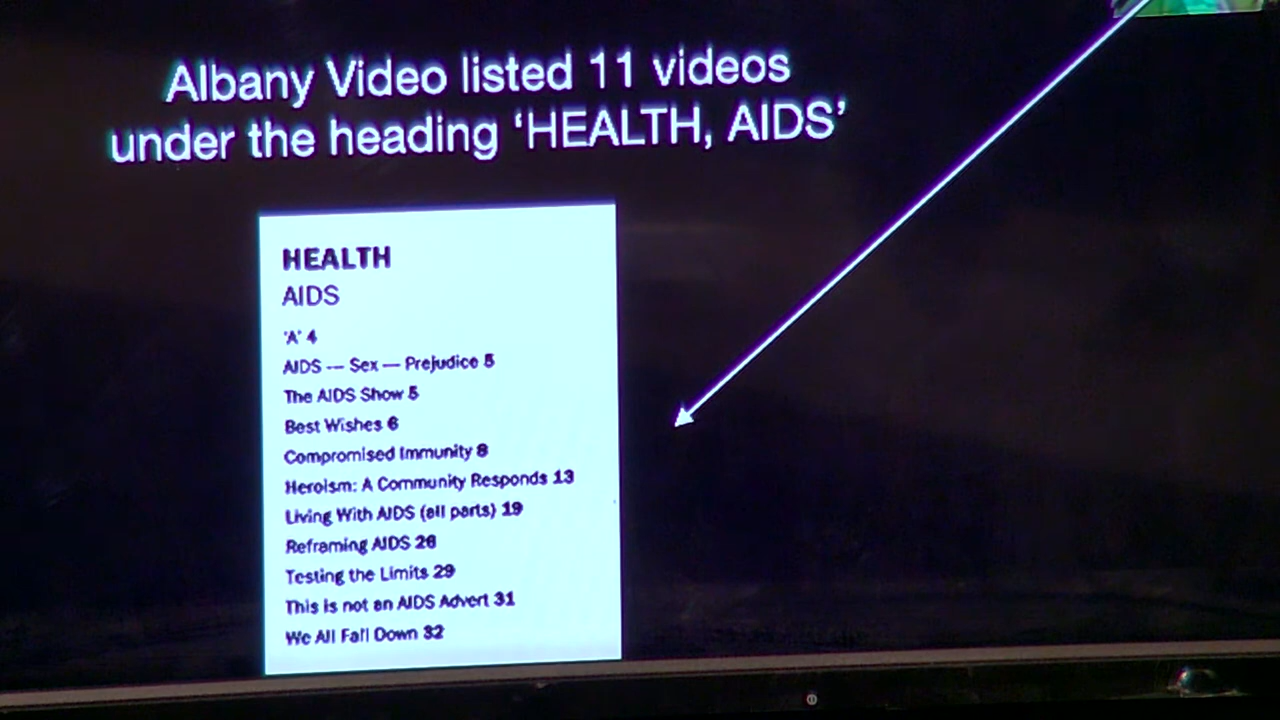 Albany Video listed 11 videos
under the heading ‘HEALTH, AIDS’
HEALTH
AIDS
'A' 4
AIDS — Sex — Prejudice 5
The AIDS Show 5
Best Wishes 6
Compromised Immunity 8
Heroism: A Community Responds 13
Living With AIDS (all parts) 19
Reframing AIDS 26
Testing the Limits 29
This is not an AIDS Advert 31
We All Fall Down 32